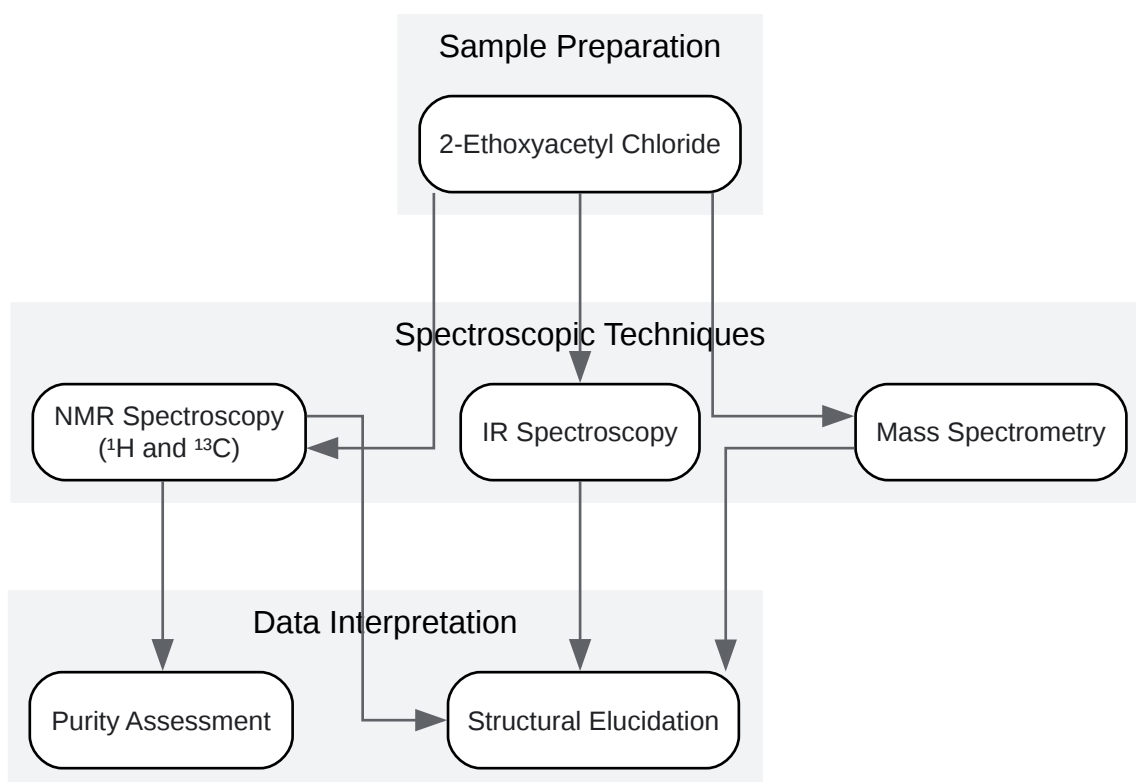 Sample Preparation
2-Ethoxyacetyl Chloride
Spectroscopic Techniques
NMR Spectroscopy
(¹H and ¹³C)
IR Spectroscopy
Mass Spectrometry
Data Interpretation
Purity Assessment
Structural Elucidation